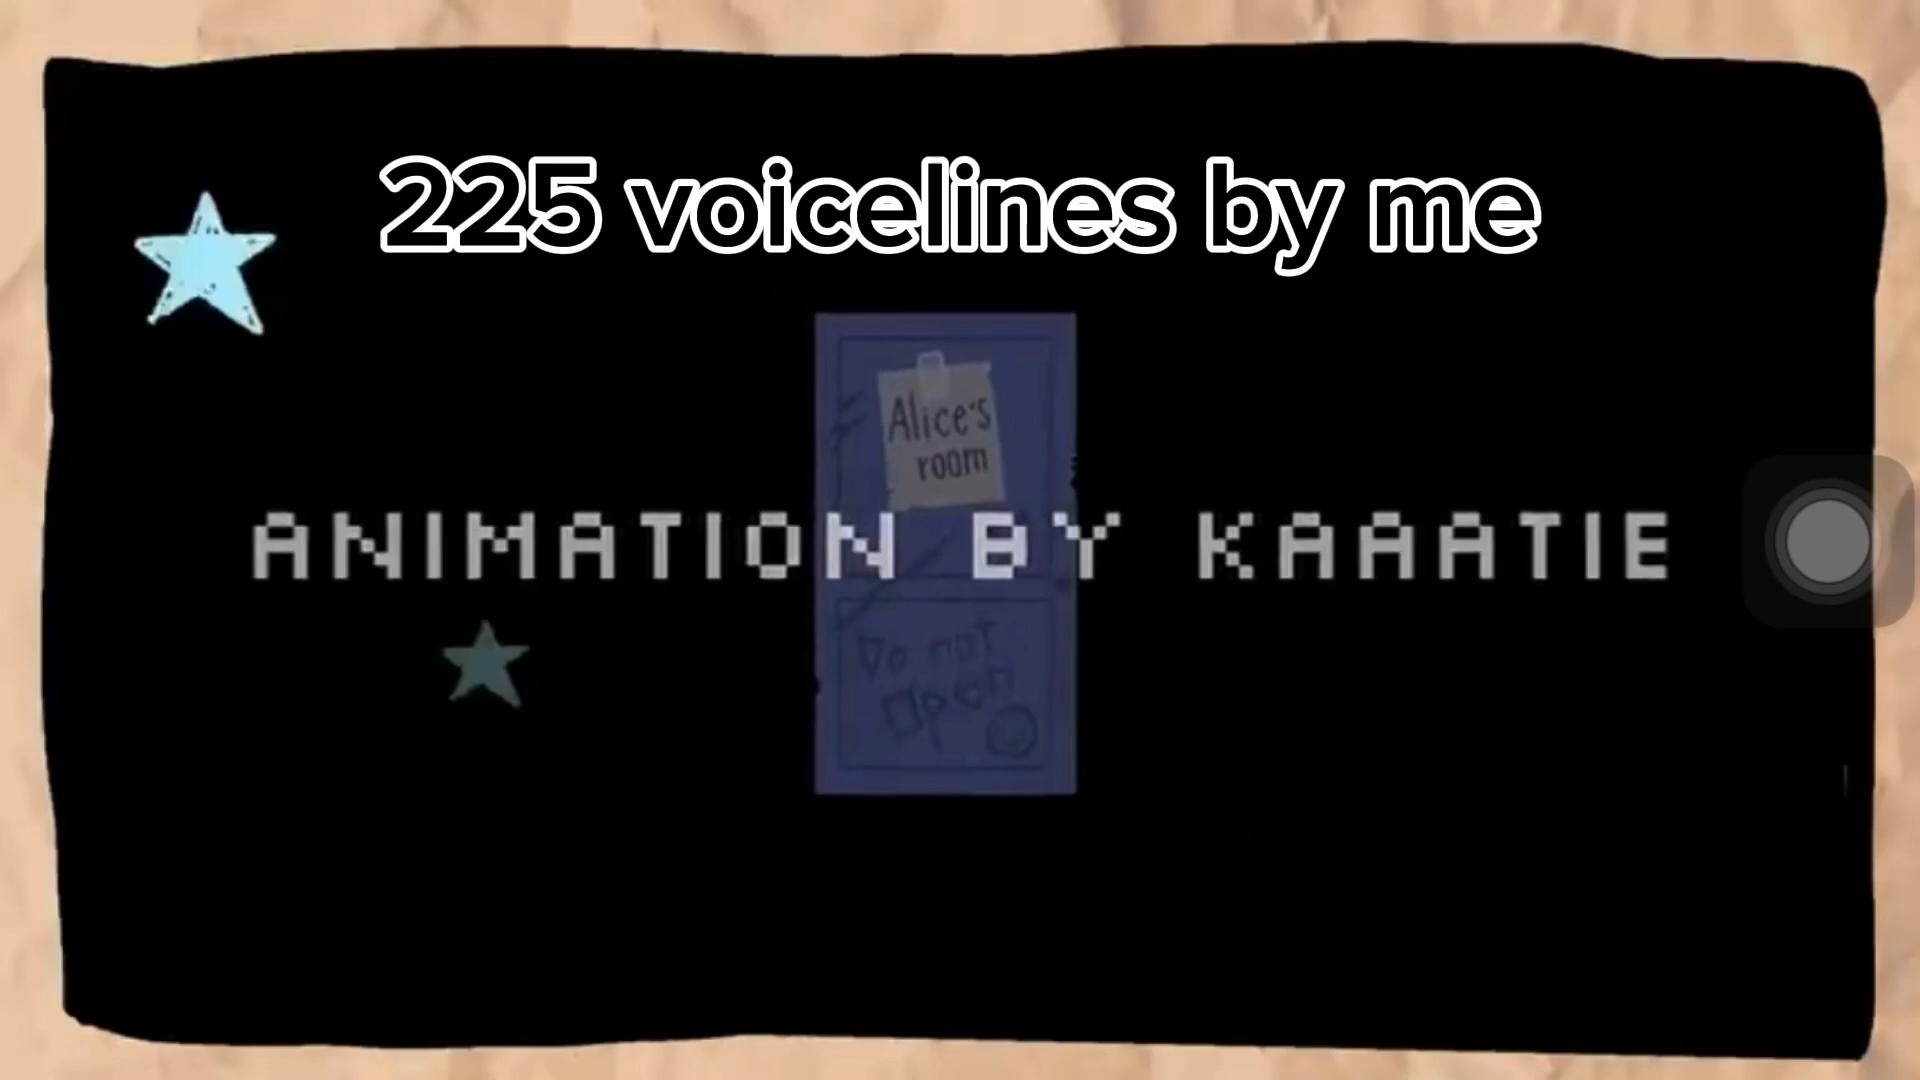 225 voicelines by me
Alice's
room
ANIMATION BY KAAATIE
Do not
Open